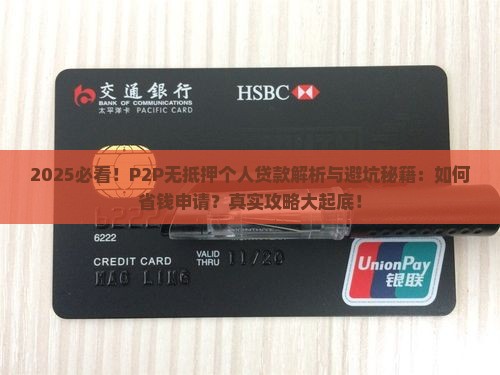 交通銀行
BANK OF COMMUNICATIONS
太平洋卡 PACIFIC CARD
HSBC
2025必看！P2P无抵押个人贷款解析与避坑秘籍：如何
省钱申请？真实攻略大起底！
6222
6222
CREDIT CARD
VALID THRU
11/20
MAO LING
UnionPay
银联